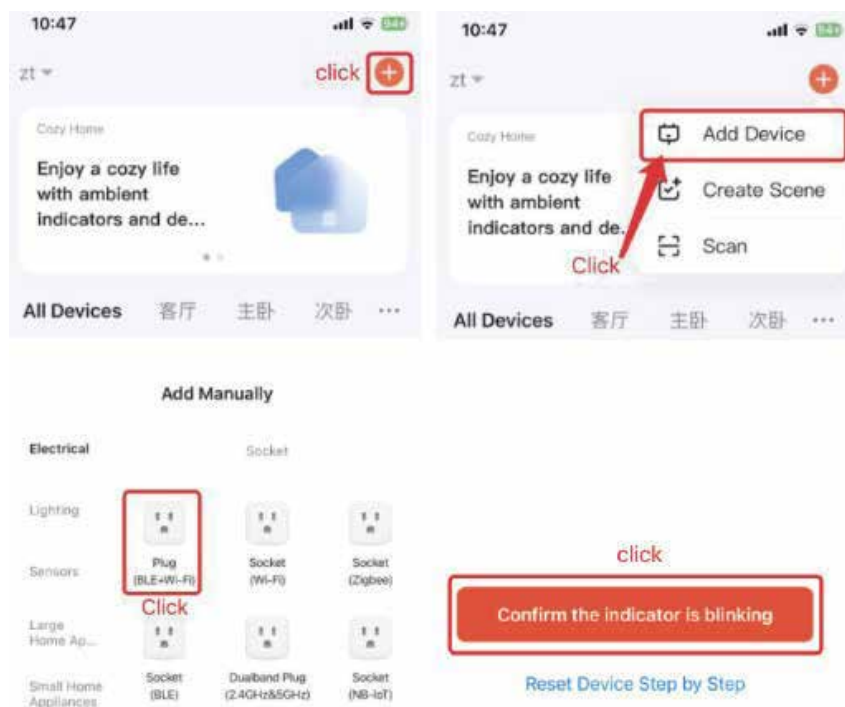 10:47
94
zt
click
Cozy Home
Enjoy a cozy life
with ambient
indicators and de...
All Devices 客厅 主卧 次卧 ...
10:47
94
zt
Cozy Home
Enjoy a cozy life
with ambient
indicators and de.
Add Device
Create Scene
Scan
Click
All Devices 客厅 主卧 次卧 ...
Add Manually
Electrical
Socket
Lighting
Sensors
Large
Home Ap...
Small Home
Appliances
Plug
(BLE+Wi-Fi)
Click
Socket
(Wi-Fi)
Socket
(Zigbee)
Socket
(BLE)
Dualband Plug
(2.4GHz&5GHz)
Socket
(NB-IoT)
click
Confirm the indicator is blinking
Reset Device Step by Step